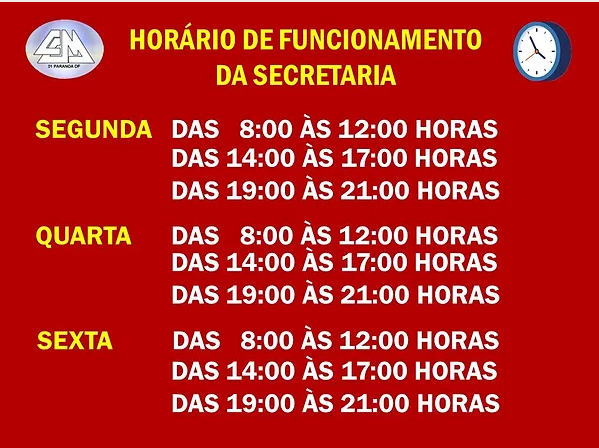 HORÁRIO DE FUNCIONAMENTO
DA SECRETARIA
01 PARANOA DF
SEGUNDA DAS 8:00 ÀS 12:00 HORAS
DAS 14:00 ÀS 17:00 HORAS
DAS 19:00 ÀS 21:00 HORAS
QUARTA DAS 8:00 ÀS 12:00 HORAS
DAS 14:00 ÀS 17:00 HORAS
DAS 19:00 ÀS 21:00 HORAS
SEXTA DAS 8:00 ÀS 12:00 HORAS
DAS 14:00 ÀS 17:00 HORAS
DAS 19:00 ÀS 21:00 HORAS